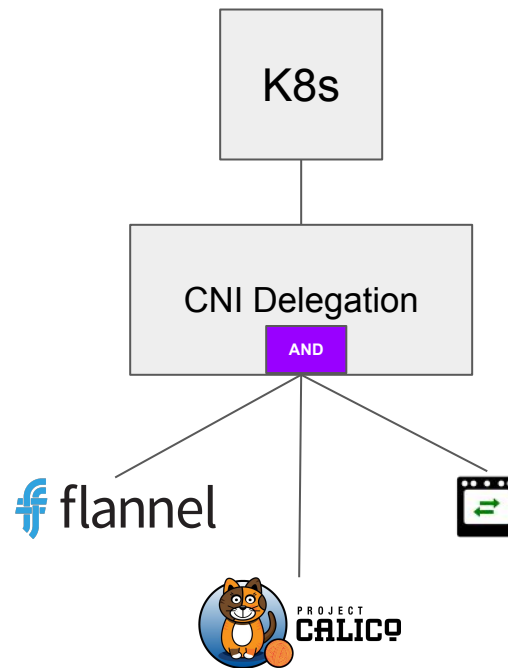 K8s
CNI Delegation
AND
flannel
PROJECT
CALICO